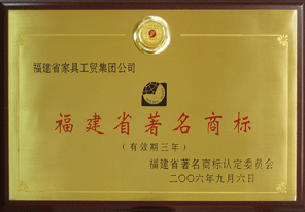 福建省家具工贸集团公司
福建省著名商标
(有效期三年)
福建省著名商标认定委员会
二〇〇六年九月六日